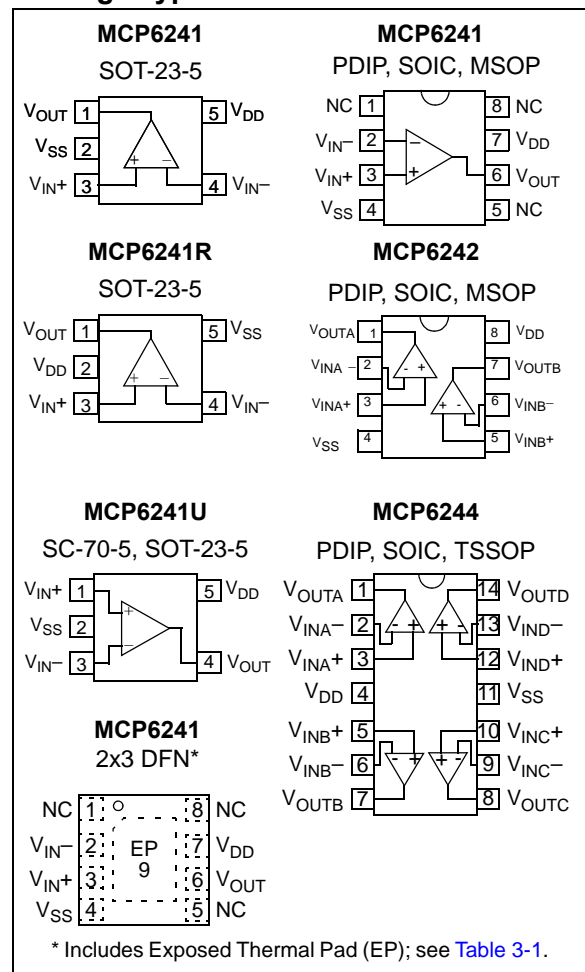 MCP6241
SOT-23-5
VOUT 1 5 VDD
VSS 2
VIN+ 3 4 VIN–
+ –
MCP6241
PDIP, SOIC, MSOP
NC 1 8 NC
VIN– 2 7 VDD
VIN+ 3 6 VOUT
VSS 4 5 NC
–
+
MCP6241R
SOT-23-5
VOUT 1 5 VSS
VDD 2
VIN+ 3 4 VIN–
+ –
MCP6242
PDIP, SOIC, MSOP
VOUTA 1 8 VDD
VINA – 2 7 VOUTB
VINA+ 3 6 VINB–
VSS 4 5 VINB+
- +
+ -
MCP6241U
SC-70-5, SOT-23-5
VIN+ 1 5 VDD
VSS 2
VIN– 3 4 VOUT
+
–
MCP6244
PDIP, SOIC, TSSOP
VOUTA 1 14 VOUTD
VINA– 2 - + + - 13 VIND–
VINA+ 3 12 VIND+
VDD 4 11 VSS
VINB+ 5 10 VINC+
VINB– 6 - + + - 9 VINC–
VOUTB 7 8 VOUTC
MCP6241
2x3 DFN*
NC 1 8 NC
VIN– 2 EP 7 VDD
VIN+ 3 9 6 VOUT
VSS 4 5 NC
* Includes Exposed Thermal Pad (EP); see Table 3-1.